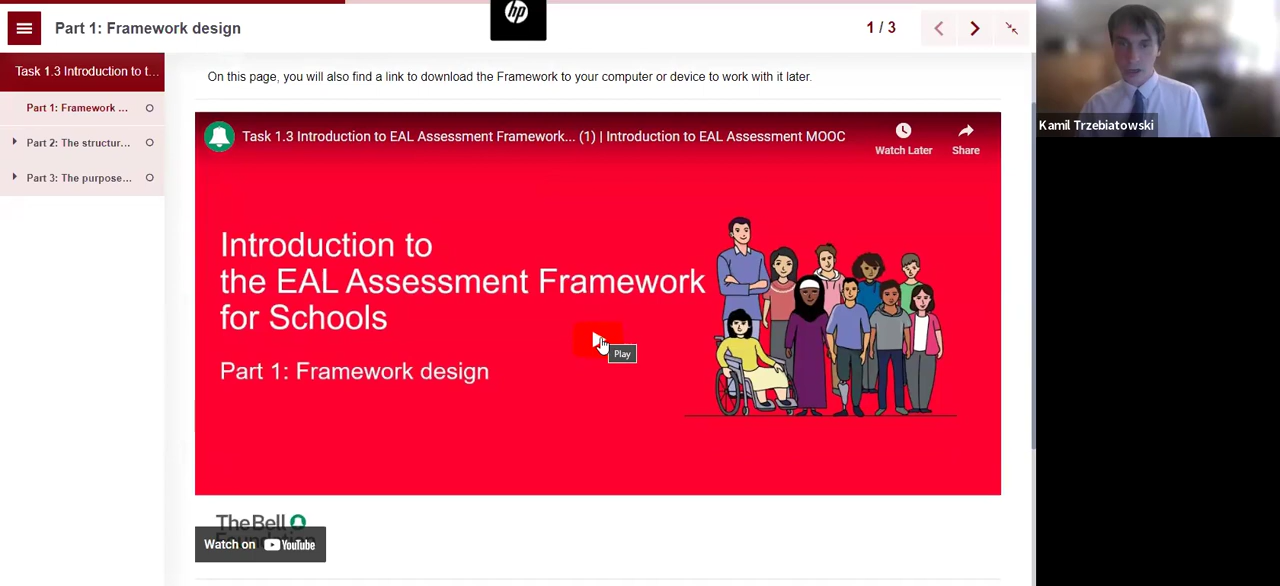 Part 1: Framework design
hp
1 / 3
Task 1.3 Introduction to t...
Part 1: Framework ...
Part 2: The structur...
Part 3: The purpose...
On this page, you will also find a link to download the Framework to your computer or device to work with it later.
Task 1.3 Introduction to EAL Assessment Framework... (1) | Introduction to EAL Assessment MOOC
Watch Later
Share
Introduction to
the EAL Assessment Framework
for Schools
Part 1: Framework design
Play
The Bell
Foundation
Watch on YouTube
Kamil Trzebiatowski